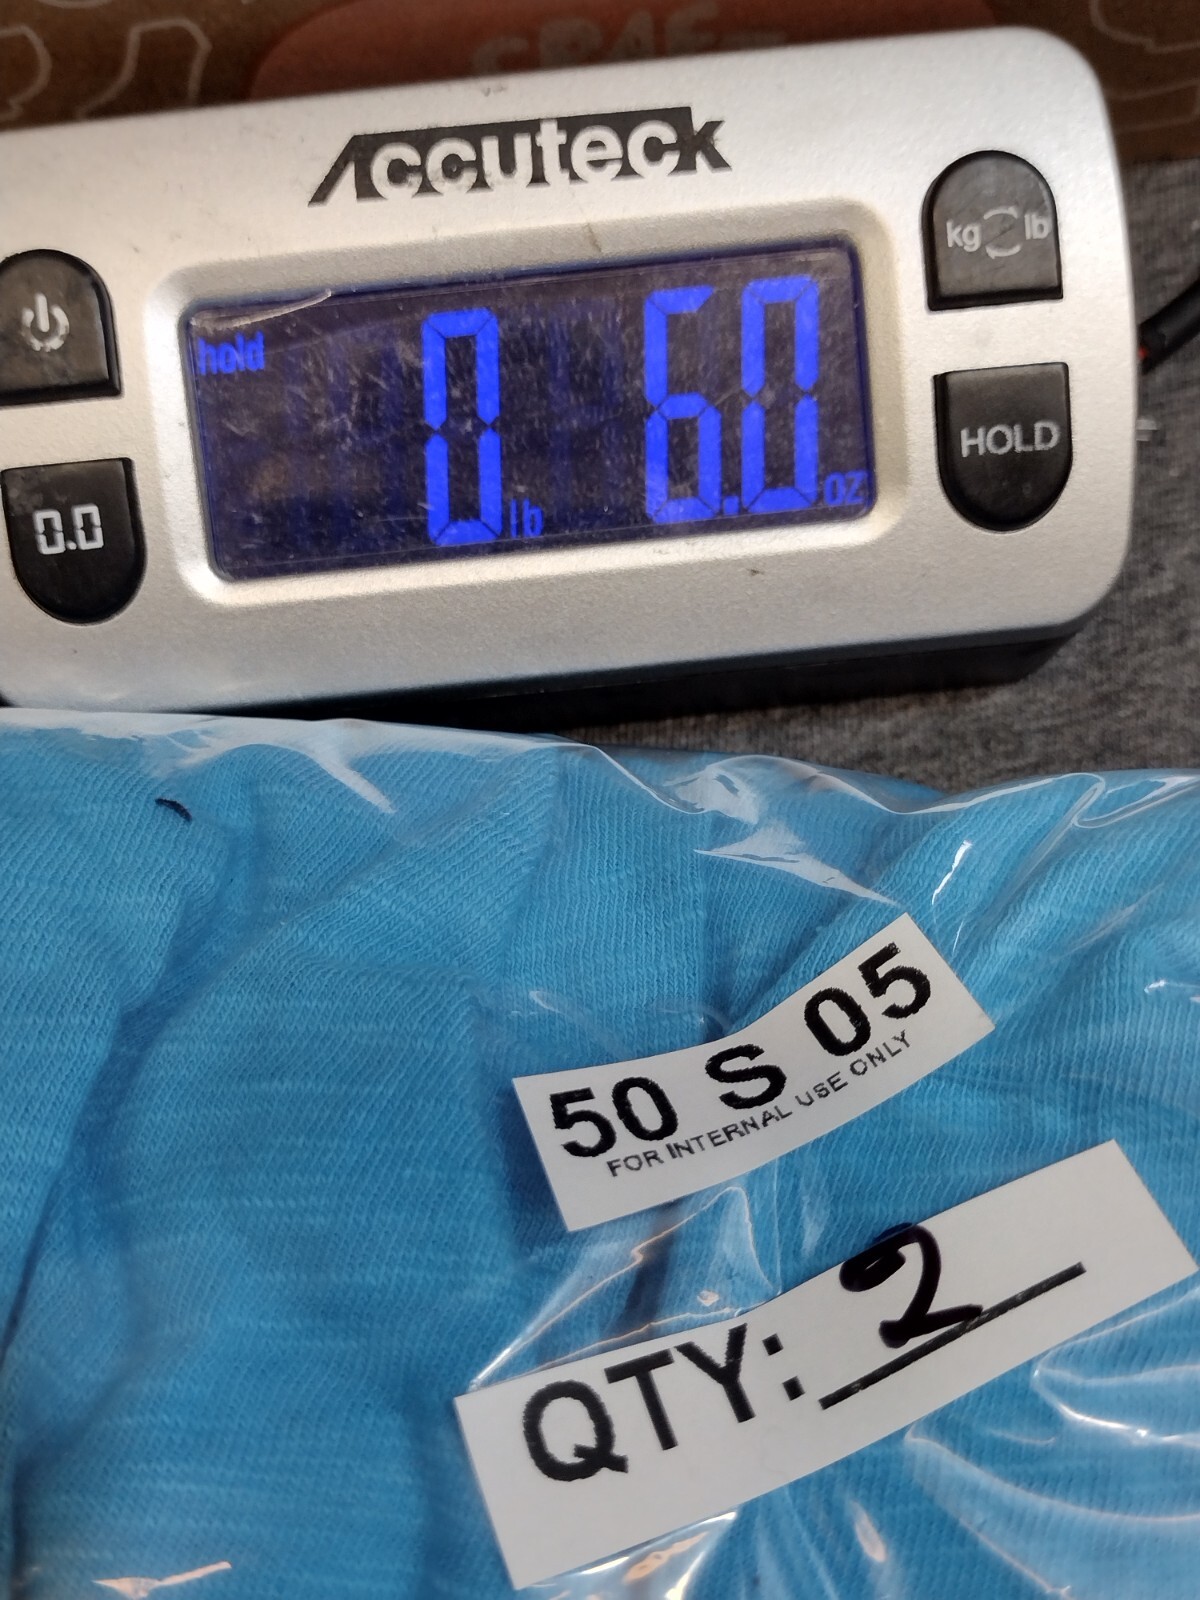 Accuteck
kg lb
hold
0 lb 6.0 oz
HOLD
0.0
50 S 05
FOR INTERNAL USE ONLY
QTY: 2